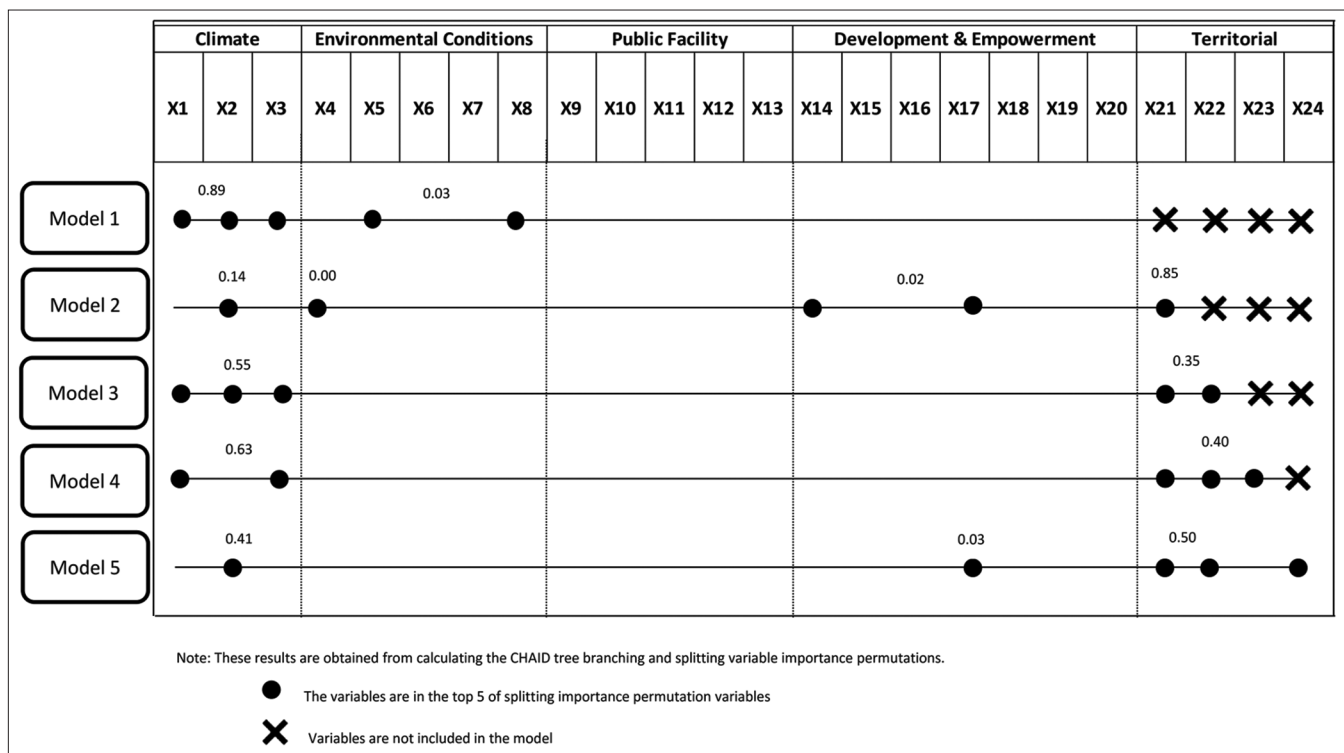 Climate Environmental Conditions Public Facility Development & Empowerment Territorial
X1 X2 X3 X4 X5 X6 X7 X8 X9 X10 X11 X12 X13 X14 X15 X16 X17 X18 X19 X20 X21 X22 X23 X24
0.89 0.03
Model 1
0.14 0.00 0.02 0.85
Model 2
0.55 0.35
Model 3
0.63 0.40
Model 4
0.41 0.03 0.50
Model 5
Note: These results are obtained from calculating the CHAID tree branching and splitting variable importance permutations.
The variables are in the top 5 of splitting importance permutation variables
Variables are not included in the model